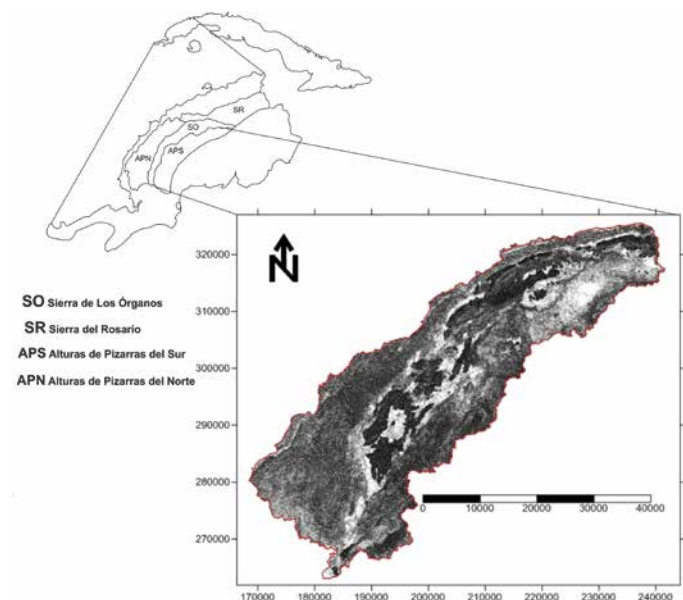 SR
SO
APS
APN
N
SO Sierra de Los Órganos
SR Sierra del Rosario
APS Alturas de Pizarras del Sur
APN Alturas de Pizarras del Norte
320000
310000
300000
290000
280000
270000
0 10000 20000 30000 40000
170000 180000 190000 200000 210000 220000 230000 240000